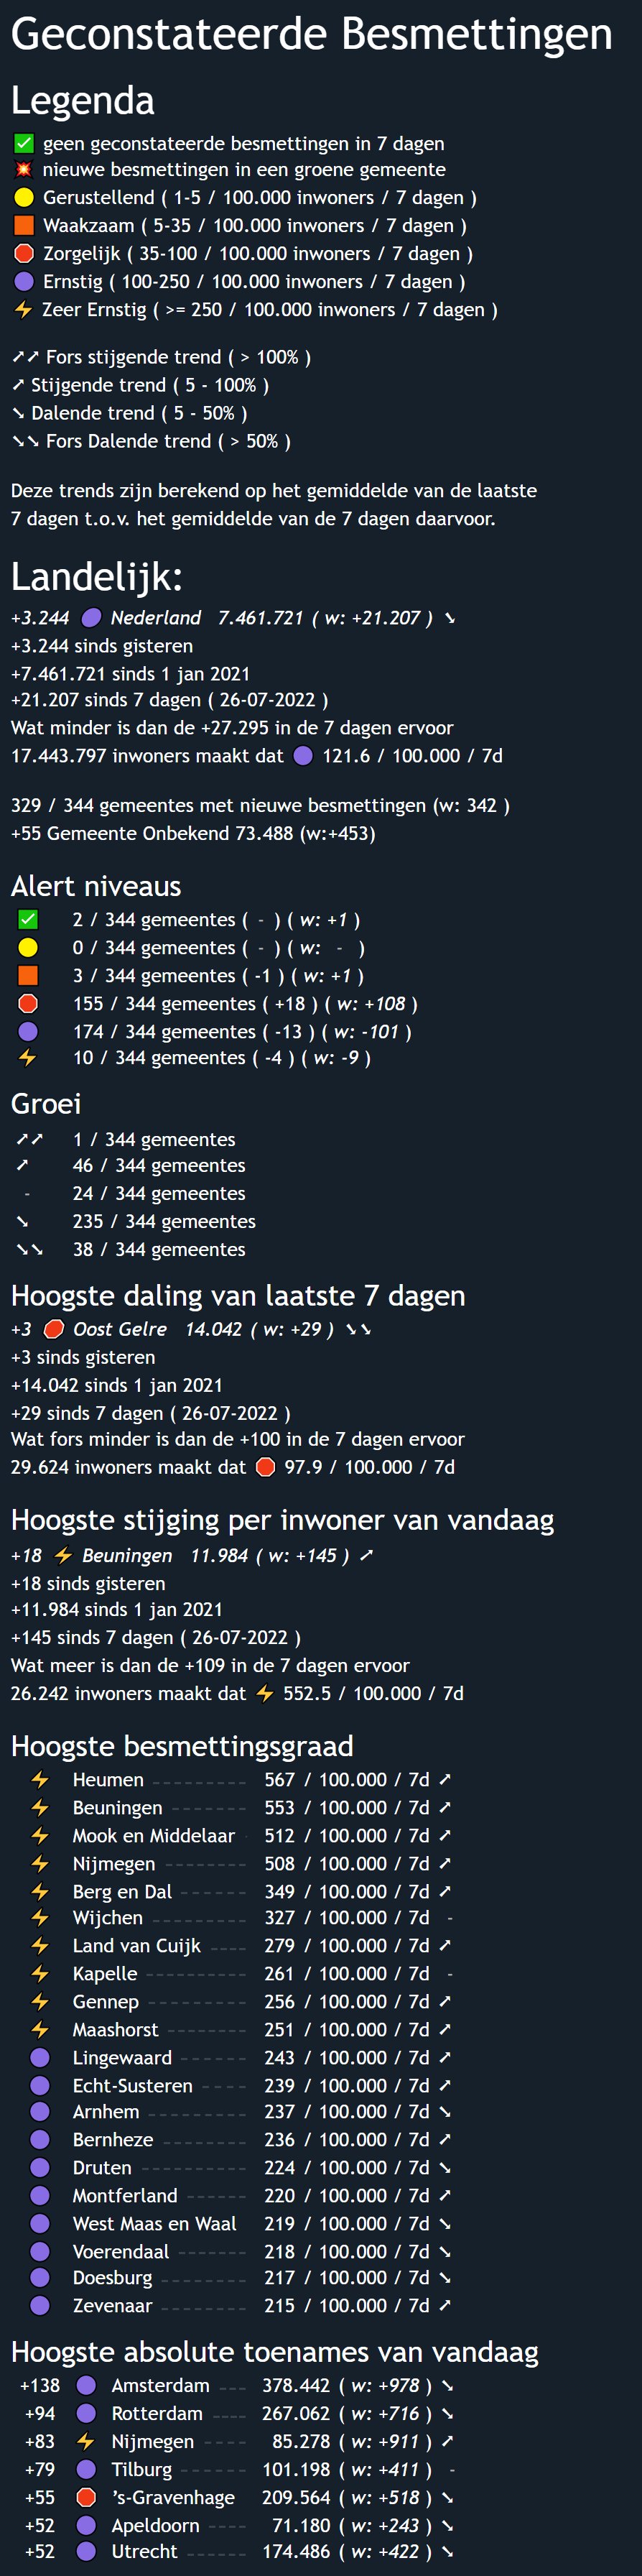 Geconstateerde Besmettingen
Legenda
✅ geen geconstateerde besmettingen in 7 dagen
💥 nieuwe besmettingen in een groene gemeente
🟡 Gerustellend ( 1-5 / 100.000 inwoners / 7 dagen )
🟧 Waakzaam ( 5-35 / 100.000 inwoners / 7 dagen )
🛑 Zorgelijk ( 35-100 / 100.000 inwoners / 7 dagen )
🟣 Ernstig ( 100-250 / 100.000 inwoners / 7 dagen )
⚡ Zeer Ernstig ( >= 250 / 100.000 inwoners / 7 dagen )
➚➚ Fors stijgende trend ( > 100% )
➚ Stijgende trend ( 5 - 100% )
➘ Dalende trend ( 5 - 50% )
➘➘ Fors Dalende trend ( > 50% )
Deze trends zijn berekend op het gemiddelde van de laatste
7 dagen t.o.v. het gemiddelde van de 7 dagen daarvoor.
Landelijk:
+3.244 🟣 Nederland 7.461.721 ( w: +21.207 ) ➘
+3.244 sinds gisteren
+7.461.721 sinds 1 jan 2021
+21.207 sinds 7 dagen ( 26-07-2022 )
Wat minder is dan de +27.295 in de 7 dagen ervoor
17.443.797 inwoners maakt dat 🟣 121.6 / 100.000 / 7d
329 / 344 gemeentes met nieuwe besmettingen (w: 342 )
+55 Gemeente Onbekend 73.488 (w:+453)
Alert niveaus
✅ 2 / 344 gemeentes ( - ) ( w: +1 )
🟡 0 / 344 gemeentes ( - ) ( w: - )
🟧 3 / 344 gemeentes ( -1 ) ( w: +1 )
🛑 155 / 344 gemeentes ( +18 ) ( w: +108 )
🟣 174 / 344 gemeentes ( -13 ) ( w: -101 )
⚡ 10 / 344 gemeentes ( -4 ) ( w: -9 )
Groei
➚➚ 1 / 344 gemeentes
➚ 46 / 344 gemeentes
- 24 / 344 gemeentes
➘ 235 / 344 gemeentes
➘➘ 38 / 344 gemeentes
Hoogste daling van laatste 7 dagen
+3 🛑 Oost Gelre 14.042 ( w: +29 ) ➘➘
+3 sinds gisteren
+14.042 sinds 1 jan 2021
+29 sinds 7 dagen ( 26-07-2022 )
Wat fors minder is dan de +100 in de 7 dagen ervoor
29.624 inwoners maakt dat 🛑 97.9 / 100.000 / 7d
Hoogste stijging per inwoner van vandaag
+18 ⚡ Beuningen 11.984 ( w: +145 ) ➚
+18 sinds gisteren
+11.984 sinds 1 jan 2021
+145 sinds 7 dagen ( 26-07-2022 )
Wat meer is dan de +109 in de 7 dagen ervoor
26.242 inwoners maakt dat ⚡ 552.5 / 100.000 / 7d
Hoogste besmettingsgraad
⚡ Heumen 567 / 100.000 / 7d ➚
⚡ Beuningen 553 / 100.000 / 7d ➚
⚡ Mook en Middelaar 512 / 100.000 / 7d ➚
⚡ Nijmegen 508 / 100.000 / 7d ➚
⚡ Berg en Dal 349 / 100.000 / 7d ➚
⚡ Wijchen 327 / 100.000 / 7d -
⚡ Land van Cuijk 279 / 100.000 / 7d ➚
⚡ Kapelle 261 / 100.000 / 7d -
⚡ Gennep 256 / 100.000 / 7d ➚
⚡ Maashorst 251 / 100.000 / 7d ➚
🟣 Lingewaard 243 / 100.000 / 7d ➚
🟣 Echt-Susteren 239 / 100.000 / 7d ➚
🟣 Arnhem 237 / 100.000 / 7d ➘
🟣 Bernheze 236 / 100.000 / 7d ➚
🟣 Druten 224 / 100.000 / 7d ➘
🟣 Montferland 220 / 100.000 / 7d ➚
🟣 West Maas en Waal 219 / 100.000 / 7d ➘
🟣 Voerendaal 218 / 100.000 / 7d ➘
🟣 Doesburg 217 / 100.000 / 7d ➘
🟣 Zevenaar 215 / 100.000 / 7d ➚
Hoogste absolute toenames van vandaag
+138 🟣 Amsterdam 378.442 ( w: +978 ) ➘
+94 🟣 Rotterdam 267.062 ( w: +716 ) ➘
+83 ⚡ Nijmegen 85.278 ( w: +911 ) ➚
+79 🟣 Tilburg 101.198 ( w: +411 ) -
+55 🛑 's-Gravenhage 209.564 ( w: +518 ) ➘
+52 🟣 Apeldoorn 71.180 ( w: +243 ) ➘
+52 🟣 Utrecht 174.486 ( w: +422 ) ➘